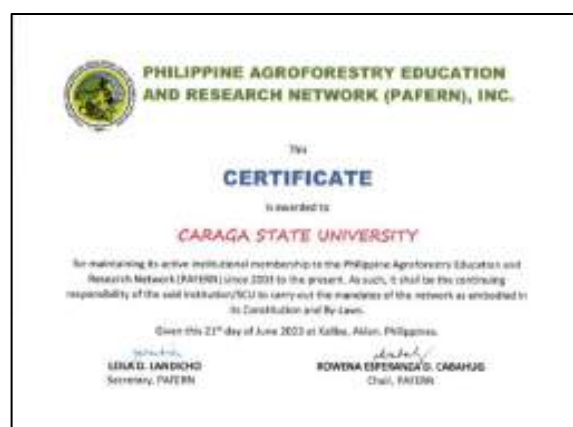 PHILIPPINE AGROFORESTRY EDUCATION
AND RESEARCH NETWORK (PAFERN), INC.
This
CERTIFICATE
is awarded to
CARAGA STATE UNIVERSITY
for maintaining its active institutional membership to the Philippine Agroforestry Education and
Research Network (PAFERN) since 2003 to the present. As such, it shall be the continuing
responsibility of the said institution/SCU to carry out the mandates of the network as embodied in
its Constitution and By-Laws.
Given this 21st day of June 2023 at Kalibo, Aklan, Philippines.
LEILA D. LANDICHO
ROWENA ESPERANZA D. CABAHUG
Secretary, PAFERN
Chair, PAFERN